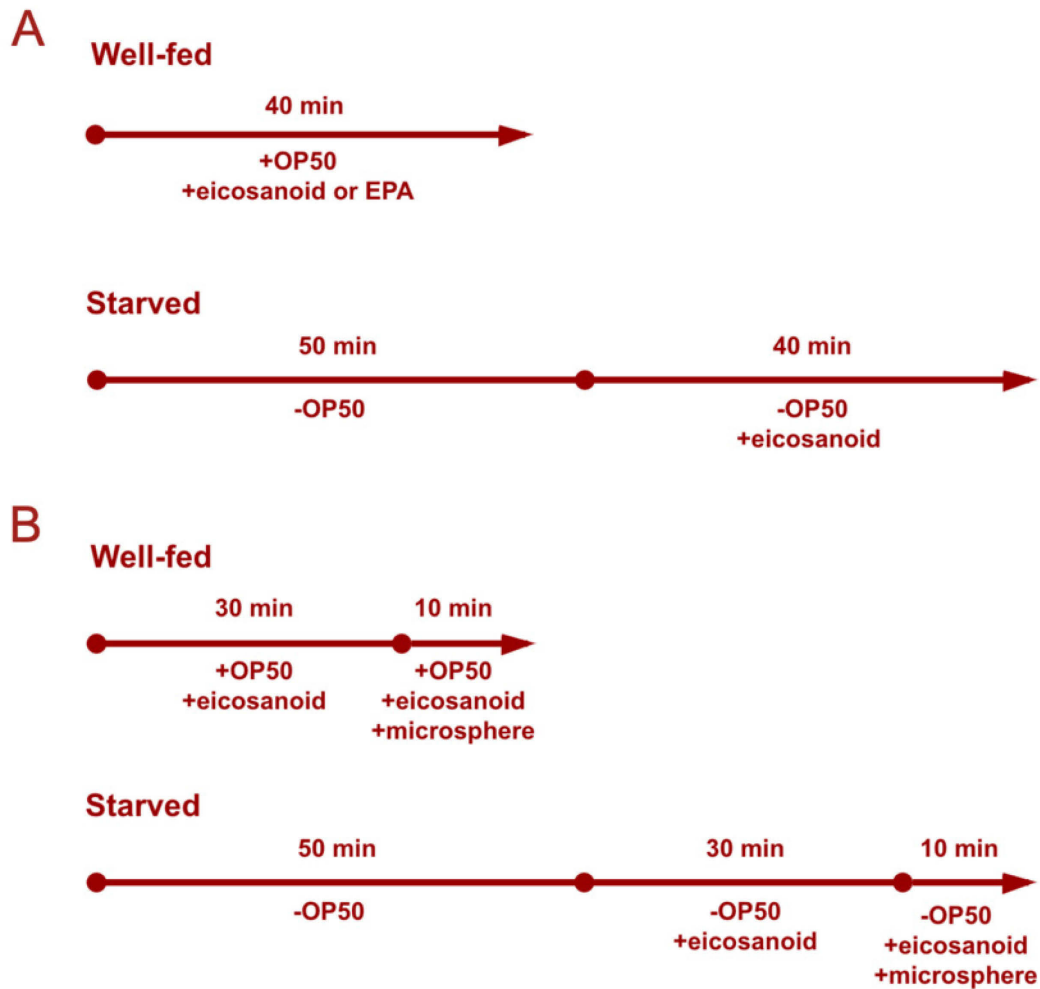 A
Well-fed
40 min
+OP50
+eicosanoid or EPA
Starved
50 min
40 min
-OP50
-OP50
+eicosanoid
B
Well-fed
30 min
10 min
+OP50
+eicosanoid
+OP50
+eicosanoid
+microsphere
Starved
50 min
30 min
10 min
-OP50
-OP50
+eicosanoid
-OP50
+eicosanoid
+microsphere